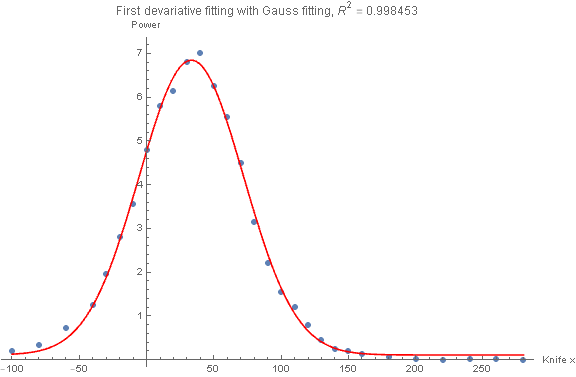 First devariative fitting with Gauss fitting, R² = 0.998453
Power
7
6
5
4
3
2
1
-100 -50 50 100 150 200 250 Knife x